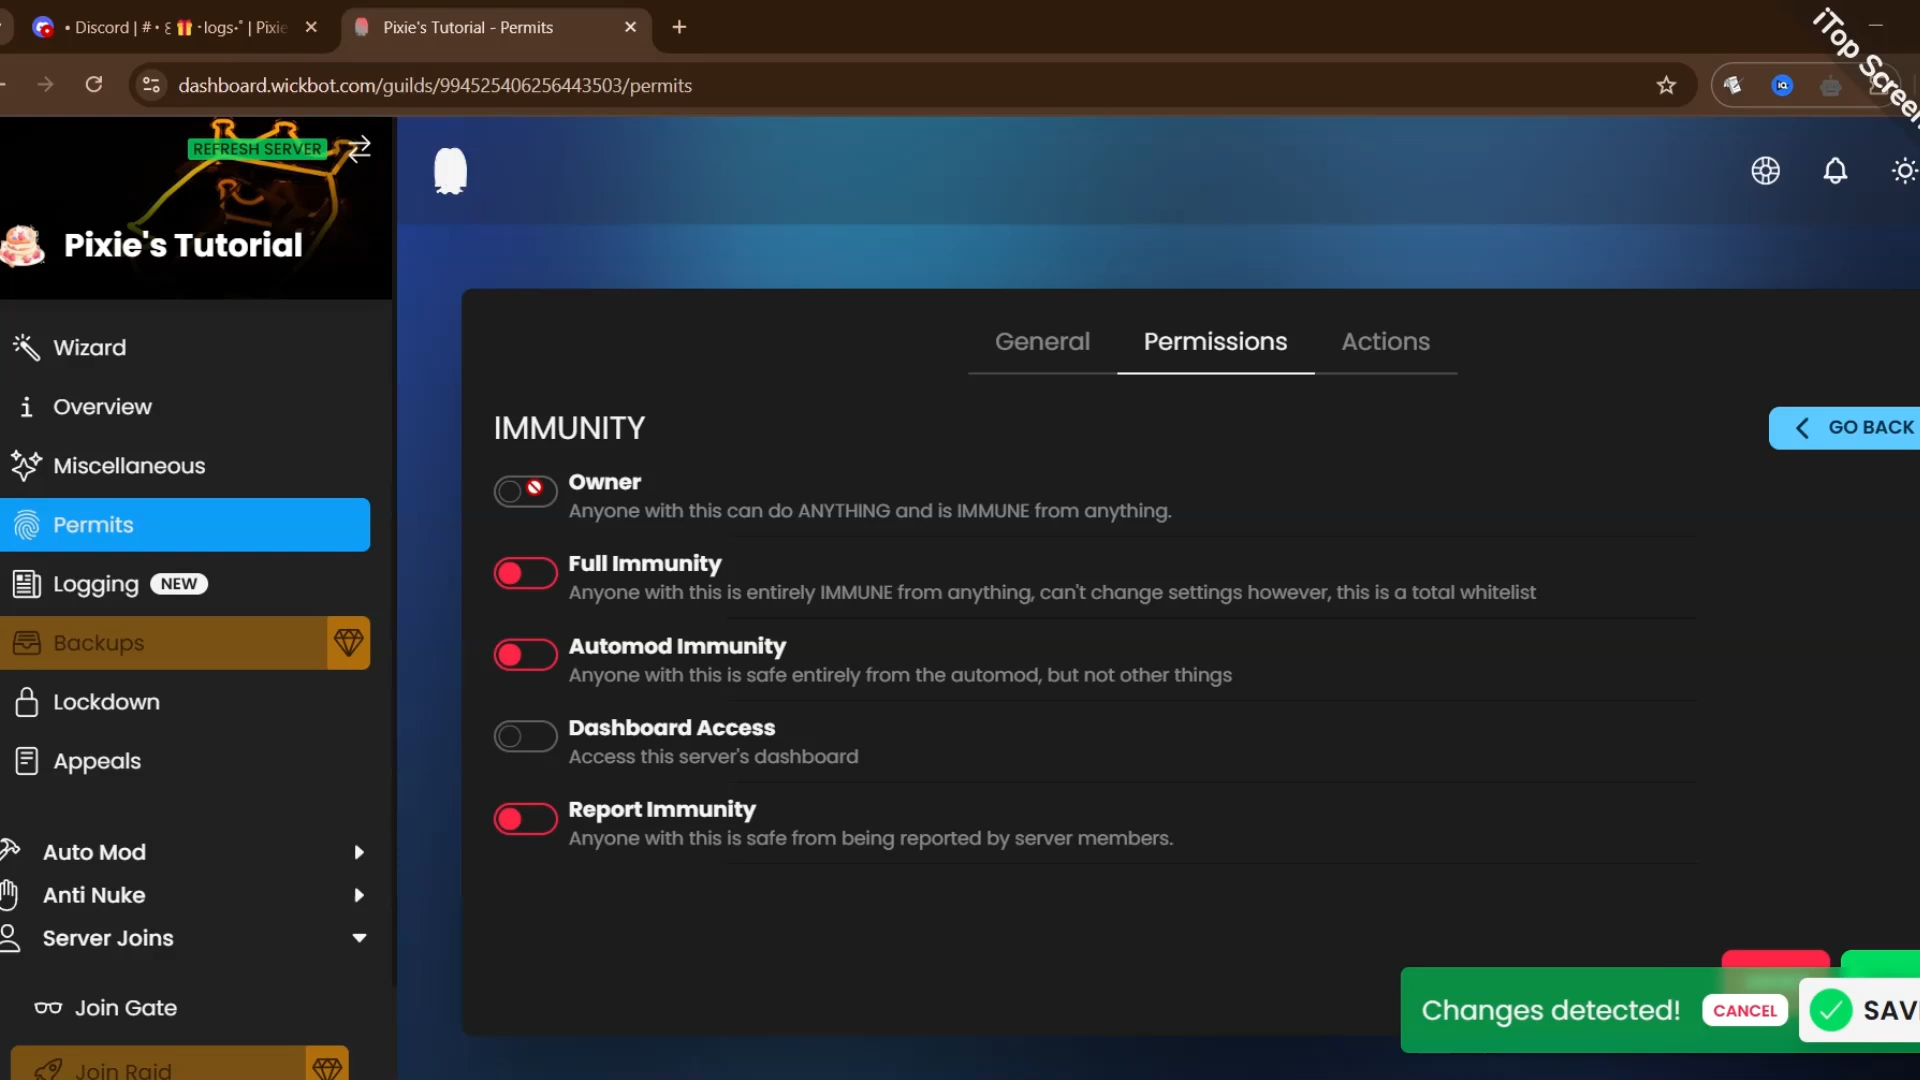 • Discord | # • ꒰🎁・logs・˚ | Pixie
Pixie's Tutorial - Permits
dashboard.wickbot.com/guilds/994525406256443503/permits
iTop Screen
REFRESH SERVER
Pixie's Tutorial
Wizard
Overview
Miscellaneous
Permits
Logging NEW
Backups
Lockdown
Appeals
Auto Mod
Anti Nuke
Server Joins
Join Gate
Join Raid
General Permissions Actions
IMMUNITY
GO BACK
Owner
Anyone with this can do ANYTHING and is IMMUNE from anything.
Full Immunity
Anyone with this is entirely IMMUNE from anything, can't change settings however, this is a total whitelist
Automod Immunity
Anyone with this is safe entirely from the automod, but not other things
Dashboard Access
Access this server's dashboard
Report Immunity
Anyone with this is safe from being reported by server members.
Changes detected! CANCEL SAVE